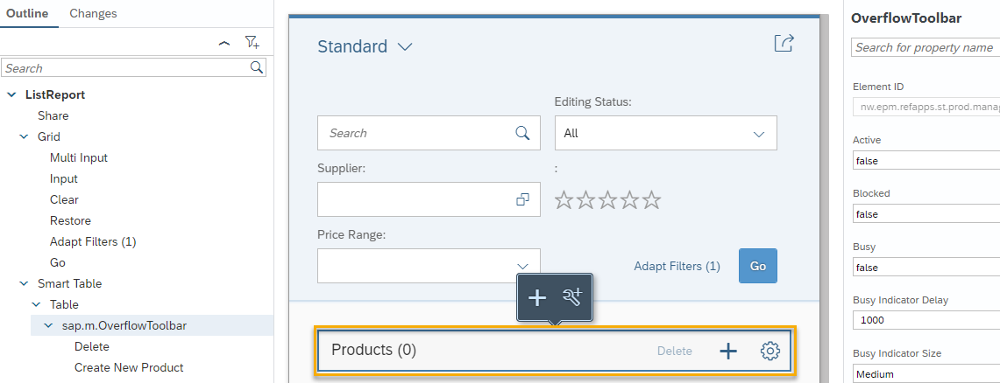 Outline
Changes
Search
ListReport
Share
Grid
Multi Input
Input
Clear
Restore
Adapt Filters (1)
Go
Smart Table
Table
sap.m.OverflowToolbar
Delete
Create New Product
Standard
Editing Status:
Search
All
Supplier:
:
Price Range:
Adapt Filters (1)
Go
Products (0)
Delete
OverflowToolbar
Search for property name
Element ID
nw.epm.refapps.st.prod.manag
Active
false
Blocked
false
Busy
false
Busy Indicator Delay
1000
Busy Indicator Size
Medium